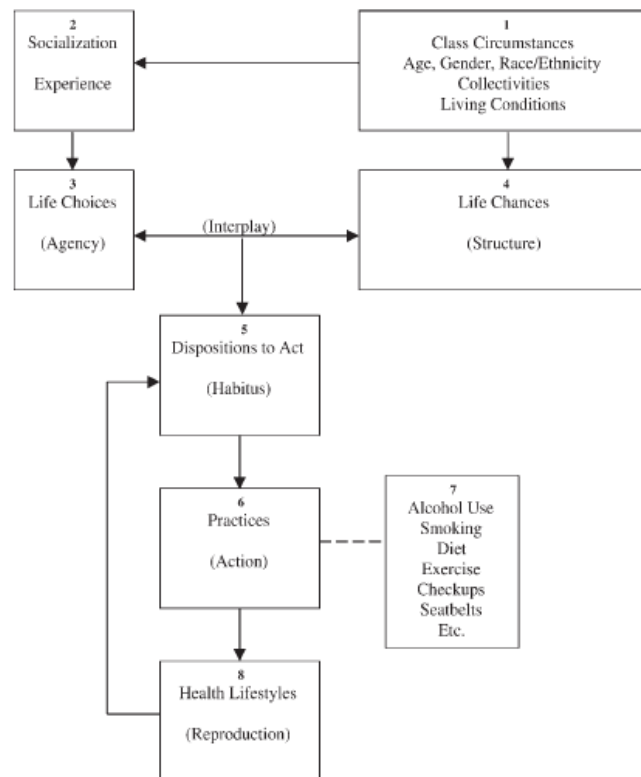 2
Socialization
Experience
1
Class Circumstances
Age, Gender, Race/Ethnicity
Collectivities
Living Conditions
3
Life Choices
(Agency)
(Interplay)
4
Life Chances
(Structure)
5
Dispositions to Act
(Habitus)
6
Practices
(Action)
7
Alcohol Use
Smoking
Diet
Exercise
Checkups
Seatbelts
Etc.
8
Health Lifestyles
(Reproduction)